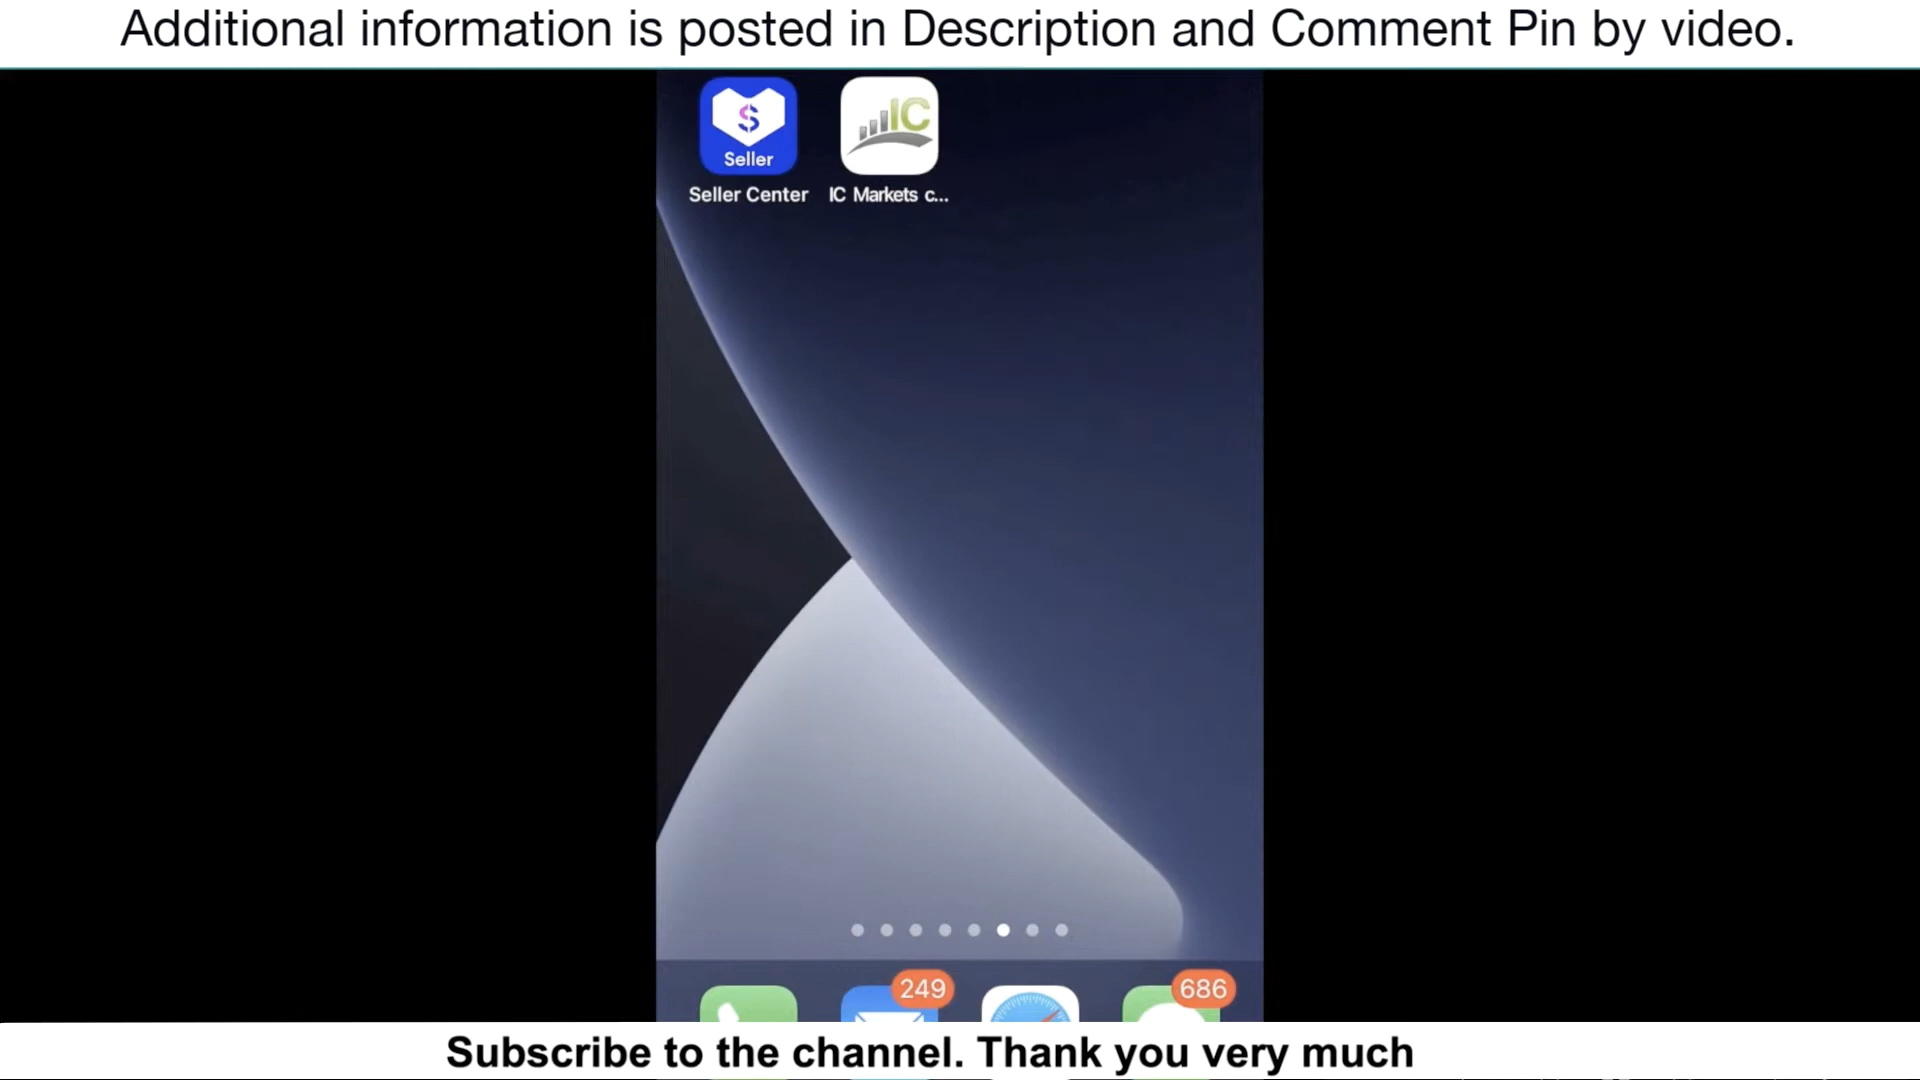 Additional information is posted in Description and Comment Pin by video.
$
IC
Seller
Seller Center
IC Markets c...
249
686
Subscribe to the channel. Thank you very much